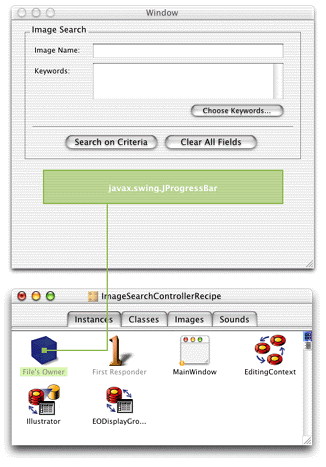 Window
Image Search
Image Name:
Keywords:
Choose Keywords...
Search on Criteria Clear All Fields
javax.swing.JProgressBar
ImageSearchControllerRecipe
Instances Classes Images Sounds
File's Owner First Responder MainWindow EditingContext
Illustrator EODisplayGro...